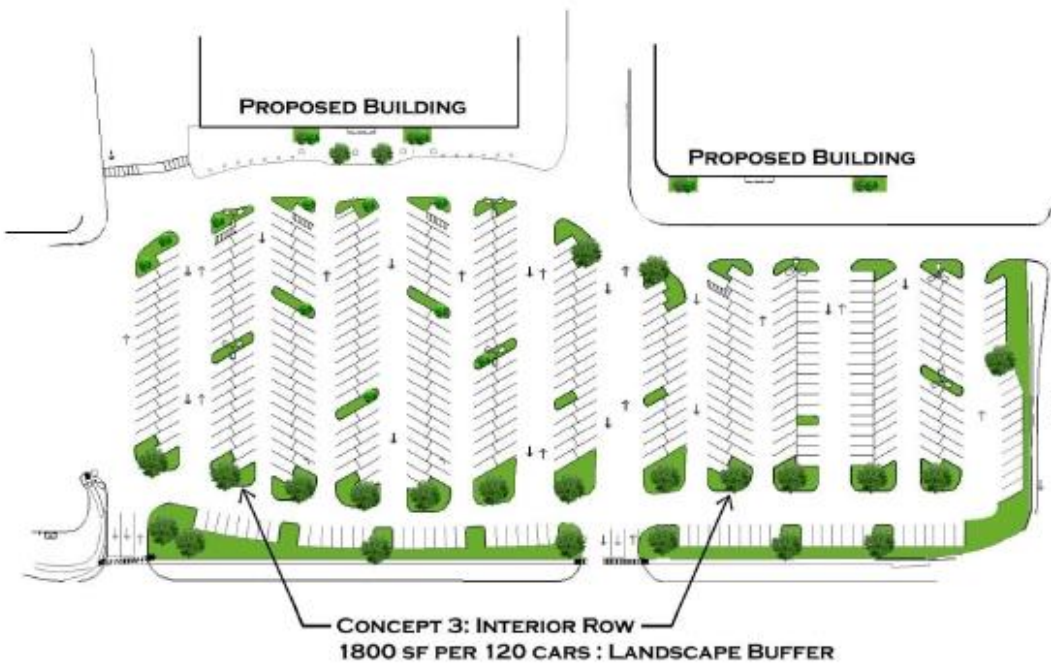 PROPOSED BUILDING
PROPOSED BUILDING
CONCEPT 3: INTERIOR ROW
1800 SF PER 120 CARS : LANDSCAPE BUFFER